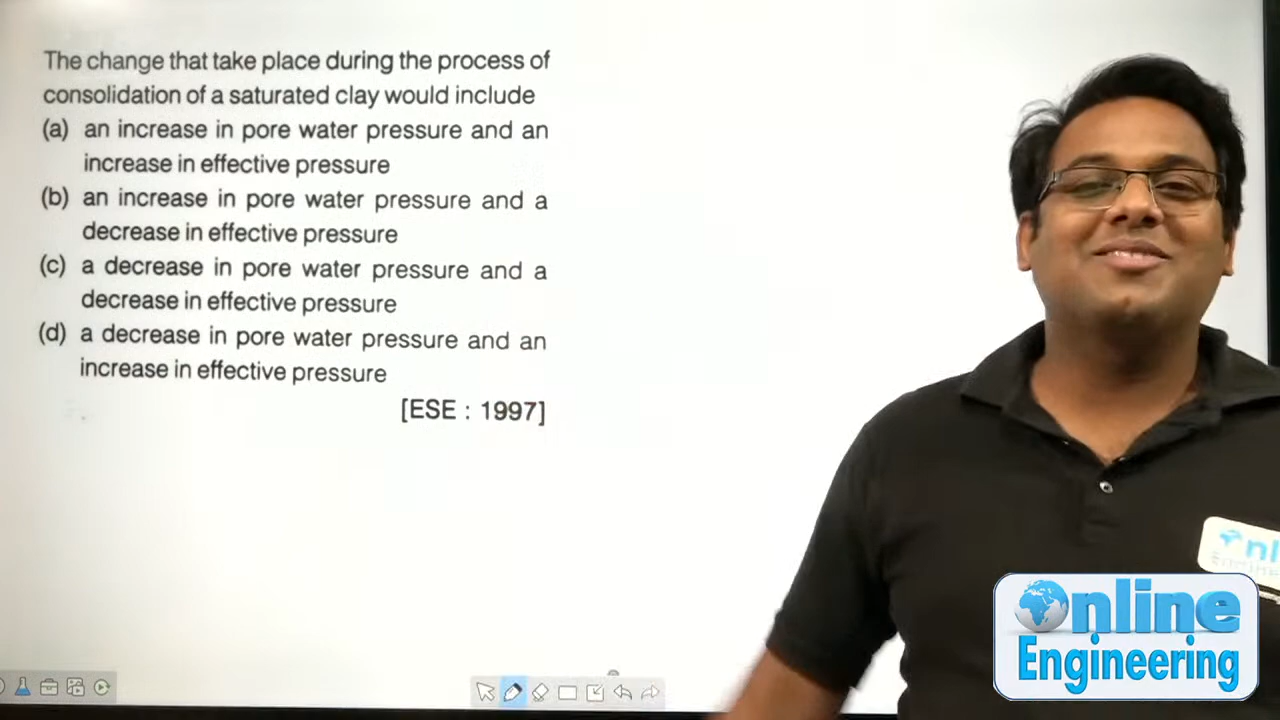 The change that take place during the process of
consolidation of a saturated clay would include
(a) an increase in pore water pressure and an
increase in effective pressure
(b) an increase in pore water pressure and a
decrease in effective pressure
(c) a decrease in pore water pressure and a
decrease in effective pressure
(d) a decrease in pore water pressure and an
increase in effective pressure
[ESE : 1997]
nline
Engineering